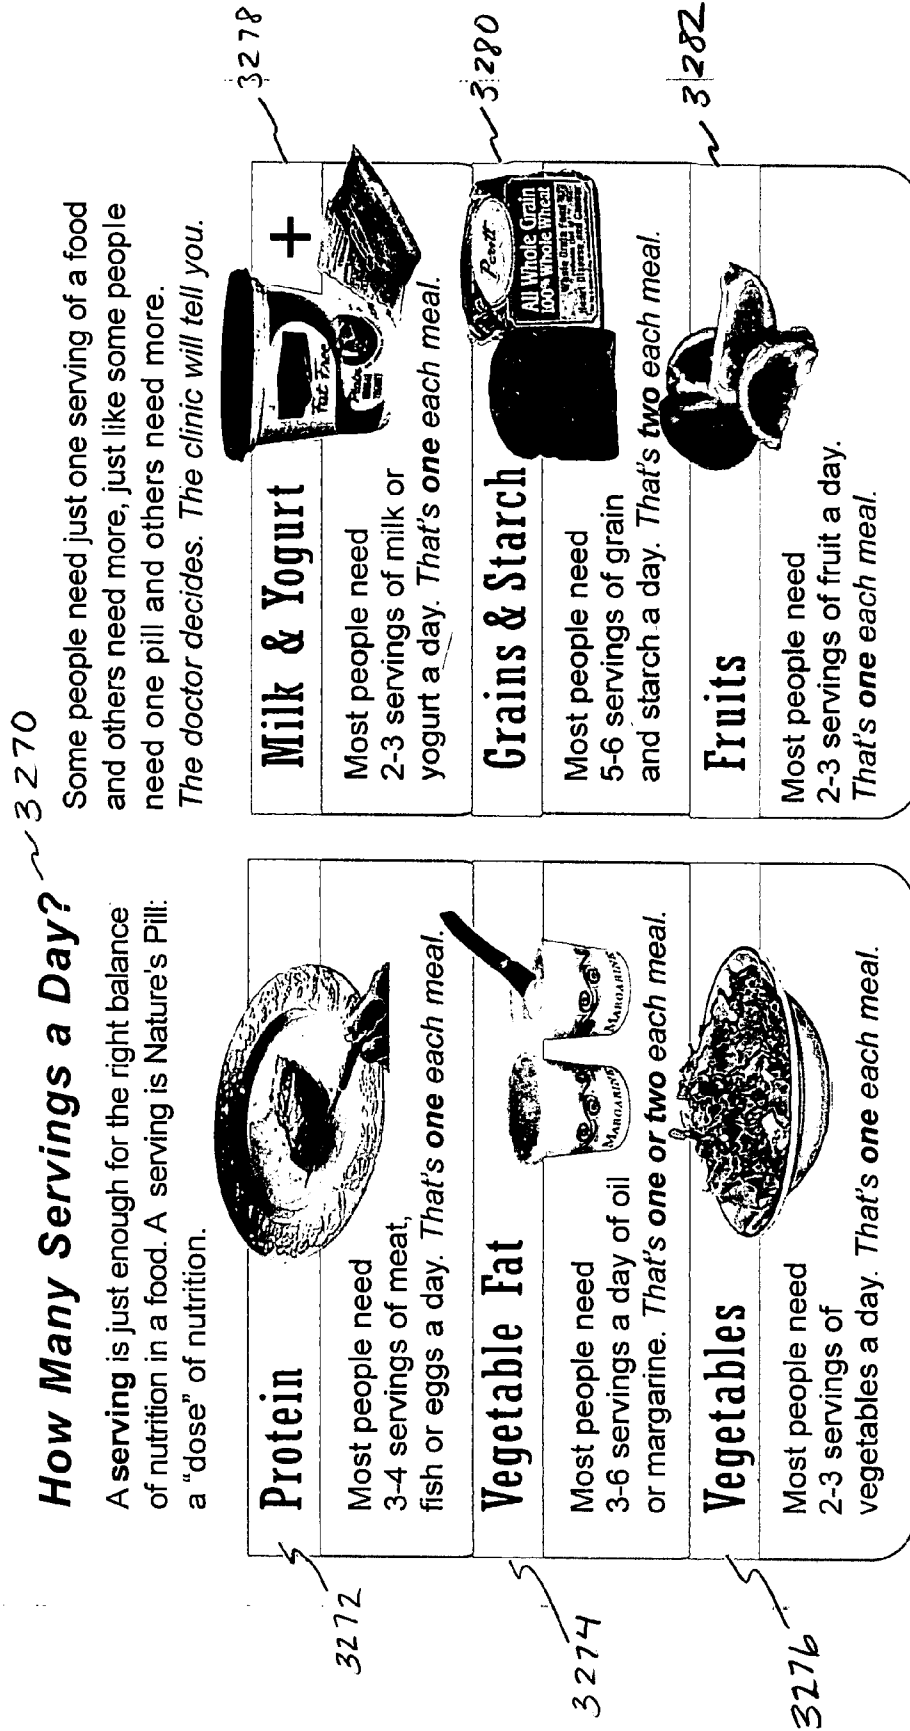 How Many Servings a Day?
3270
A serving is just enough for the right balance
of nutrition in a food. A serving is Nature's Pill:
a "dose" of nutrition.
Some people need just one serving of a food
and others need more, just like some people
need one pill and others need more.
The doctor decides. The clinic will tell you.
3272
Protein
Most people need
3-4 servings of meat,
fish or eggs a day. That's one each meal.
3274
Vegetable Fat
Most people need
3-6 servings a day of oil
or margarine. That's one or two each meal.
MARGARINE
MARGARINE
3276
Vegetables
Most people need
2-3 servings of
vegetables a day. That's one each meal.
3278
Milk & Yogurt
Fat Free
+
Most people need
2-3 servings of milk or
yogurt a day. That's one each meal.
3280
Grains & Starch
All Whole Grain
100% Whole Wheat
Most people need
5-6 servings of grain
and starch a day. That's two each meal.
3282
Fruits
Most people need
2-3 servings of fruit a day.
That's one each meal.